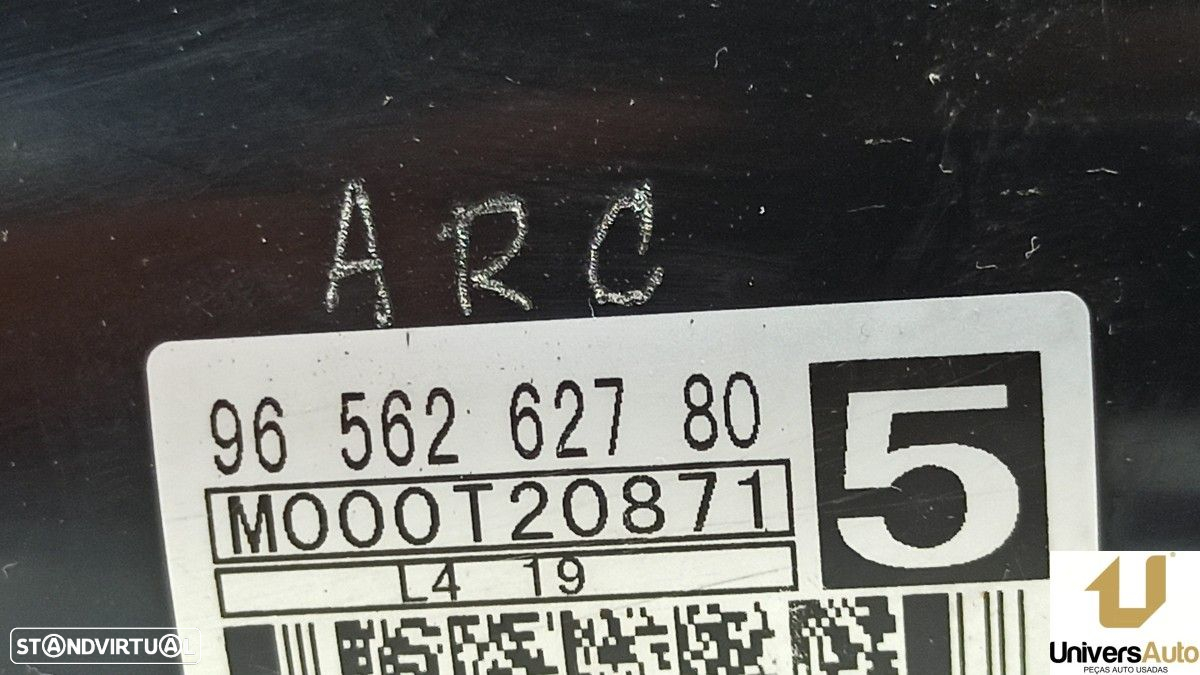 ARC
96 562 627 80
5
M000T20871
L4 19
STANDVIRTUAL
UniversAuto
PEÇAS AUTO USADAS